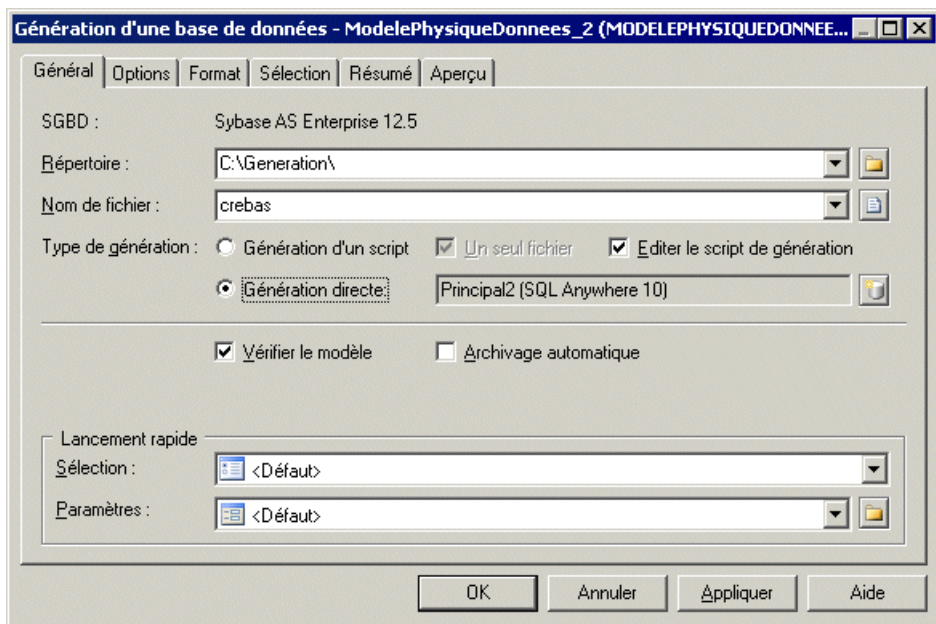 Génération d'une base de données - ModelePhysiqueDonnees_2 (MODELEPHYSIQUEDONNEE...
Général Options Format Sélection Résumé Aperçu
SGBD : Sybase AS Enterprise 12.5
Répertoire : C:\Generation\
Nom de fichier : crebas
Type de génération : Génération d'un script Un seul fichier Editer le script de génération
Génération directe: Principal2 (SQL Anywhere 10)
Vérifier le modèle Archivage automatique
Lancement rapide
Sélection : <Défaut>
Paramètres : <Défaut>
OK Annuler Appliquer Aide